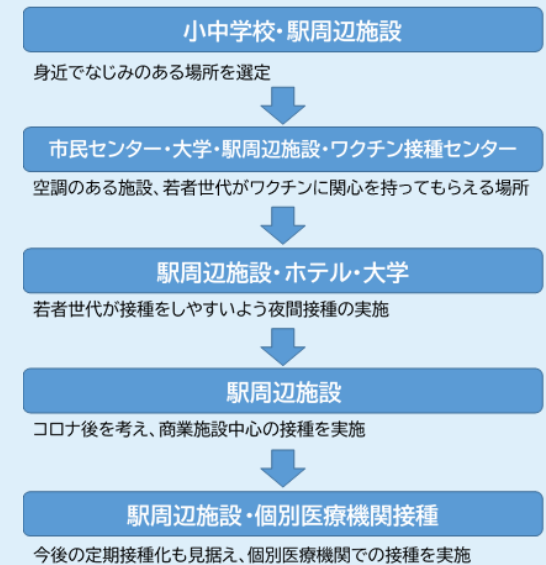 小中学校・駅周辺施設
身近でなじみのある場所を選定
市民センター・大学・駅周辺施設・ワクチン接種センター
空調のある施設、若者世代がワクチンに関心を持ってもらえる場所
駅周辺施設・ホテル・大学
若者世代が接種をしやすいよう夜間接種の実施
駅周辺施設
コロナ後を考え、商業施設中心の接種を実施
駅周辺施設・個別医療機関接種
今後の定期接種化も見据え、個別医療機関での接種を実施